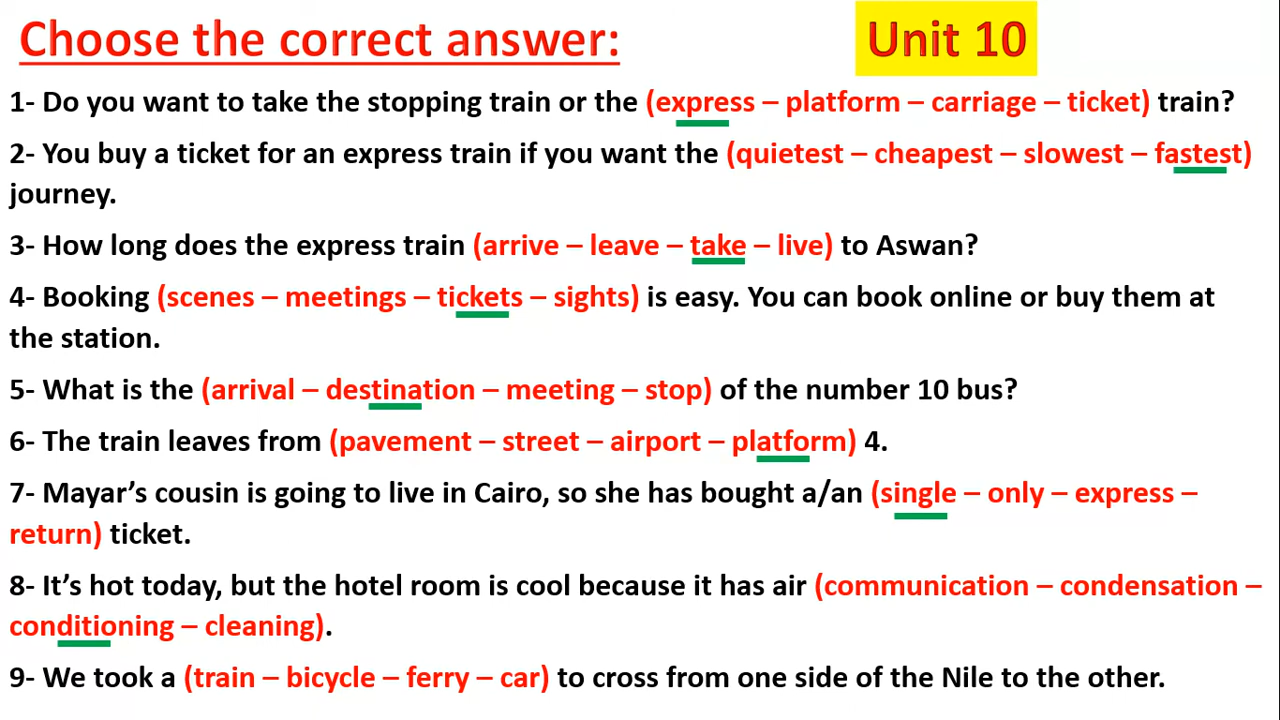 Choose the correct answer: Unit 10
1- Do you want to take the stopping train or the (express – platform – carriage – ticket) train?
2- You buy a ticket for an express train if you want the (quietest – cheapest – slowest – fastest)
journey.
3- How long does the express train (arrive – leave – take – live) to Aswan?
4- Booking (scenes – meetings – tickets – sights) is easy. You can book online or buy them at
the station.
5- What is the (arrival – destination – meeting – stop) of the number 10 bus?
6- The train leaves from (pavement – street – airport – platform) 4.
7- Mayar’s cousin is going to live in Cairo, so she has bought a/an (single – only – express –
return) ticket.
8- It’s hot today, but the hotel room is cool because it has air (communication – condensation –
conditioning – cleaning).
9- We took a (train – bicycle – ferry – car) to cross from one side of the Nile to the other.